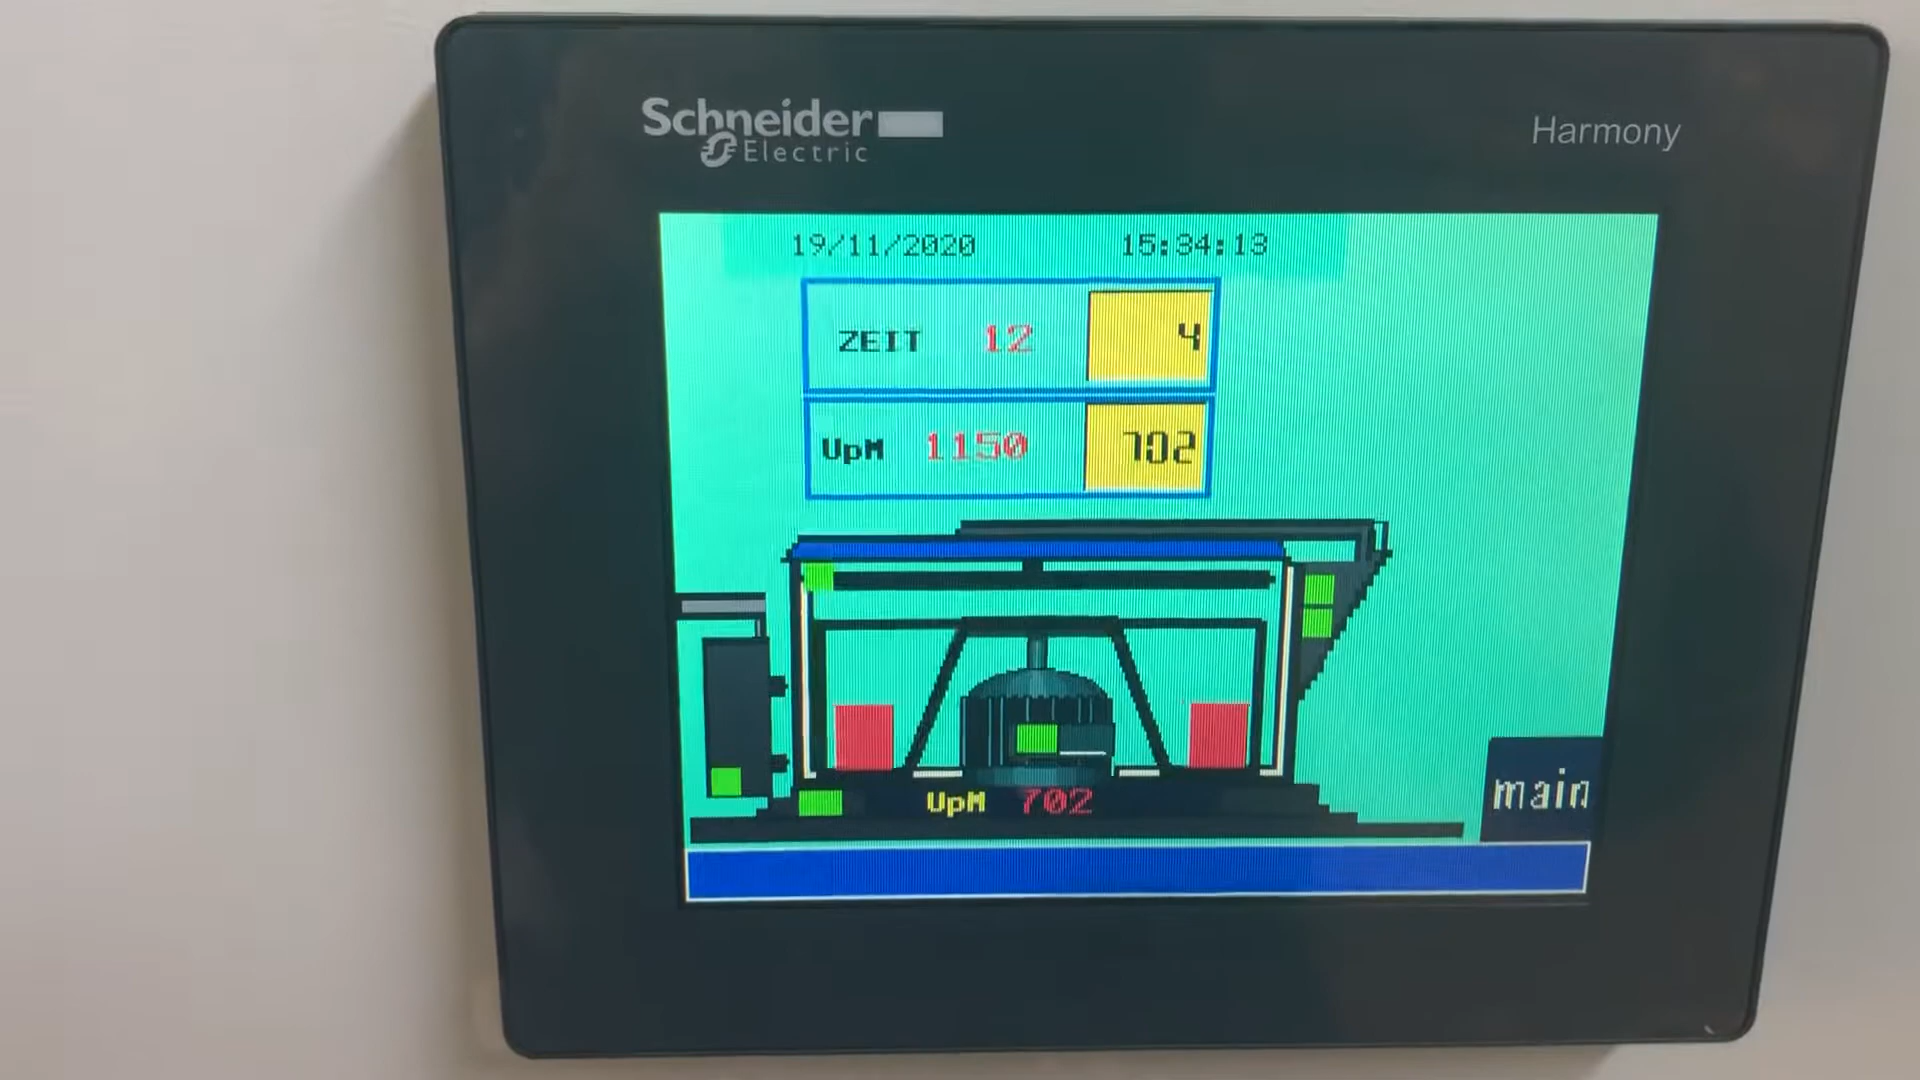 Schneider
Electric
Harmony
19/11/2020 15:34:13
ZEIT 12 4
UpM 1150 702
UpM 702
main